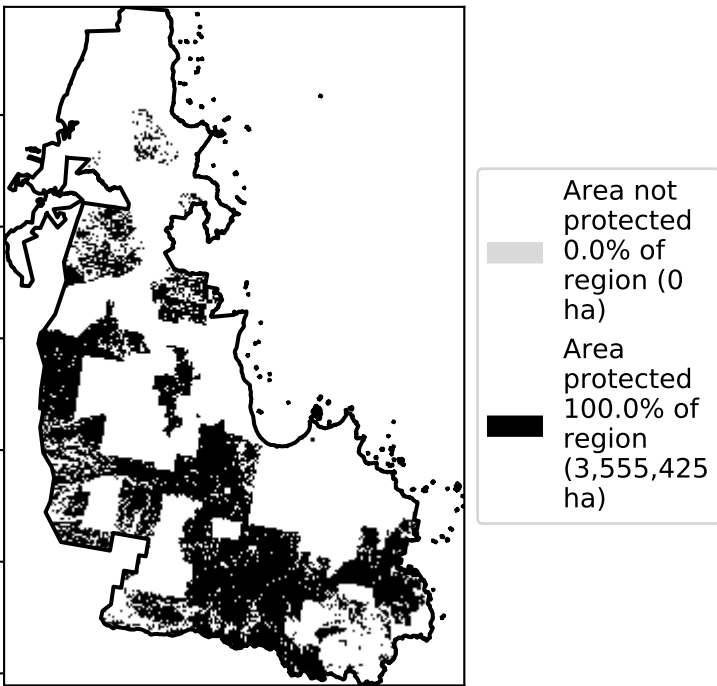 Area not
protected
0.0% of
region (0
ha)
Area
protected
100.0% of
region
(3,555,425
ha)